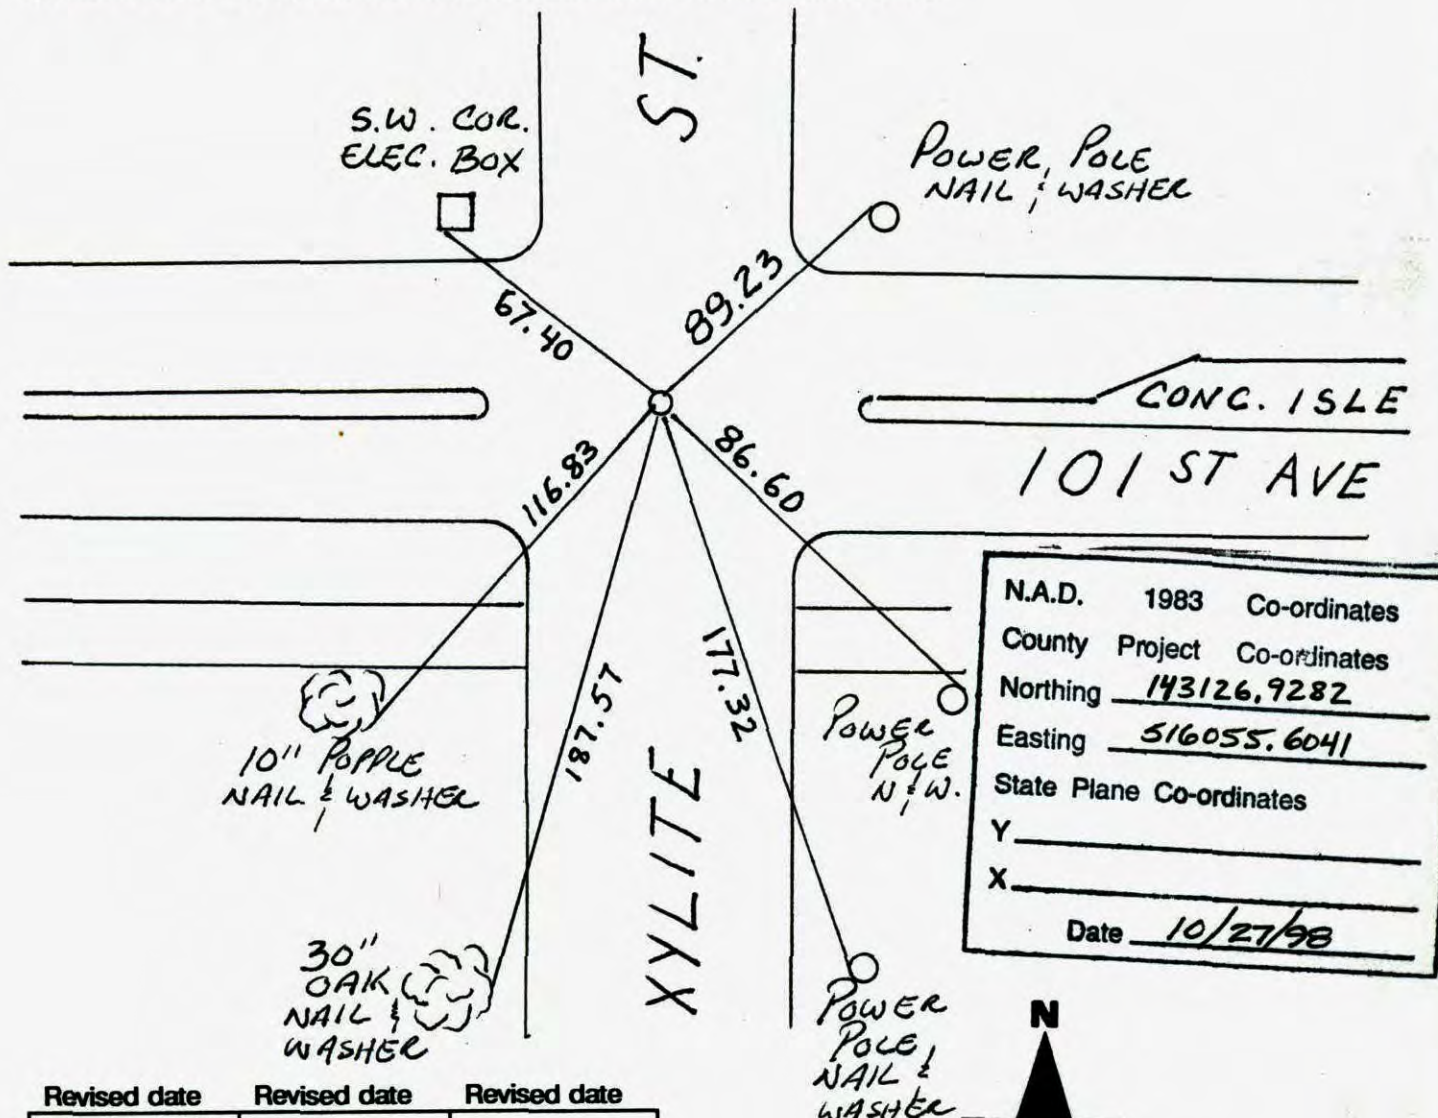 ST.
S.W. COR.
ELEC. BOX
POWER POLE
NAIL & WASHER
67.40
89.23
CONC. ISLE
101 ST AVE
116.83
86.60
187.57
177.32
10" POPPLE
NAIL & WASHER
POWER
POLE
N & W.
XYLITE
30"
OAK
NAIL &
WASHER
POWER
POLE
NAIL &
WASHER
N.A.D. 1983 Co-ordinates
County Project Co-ordinates
Northing 143126.9282
Easting 516055.6041
State Plane Co-ordinates
Y
X
Date 10/27/98
N
Revised date Revised date Revised date